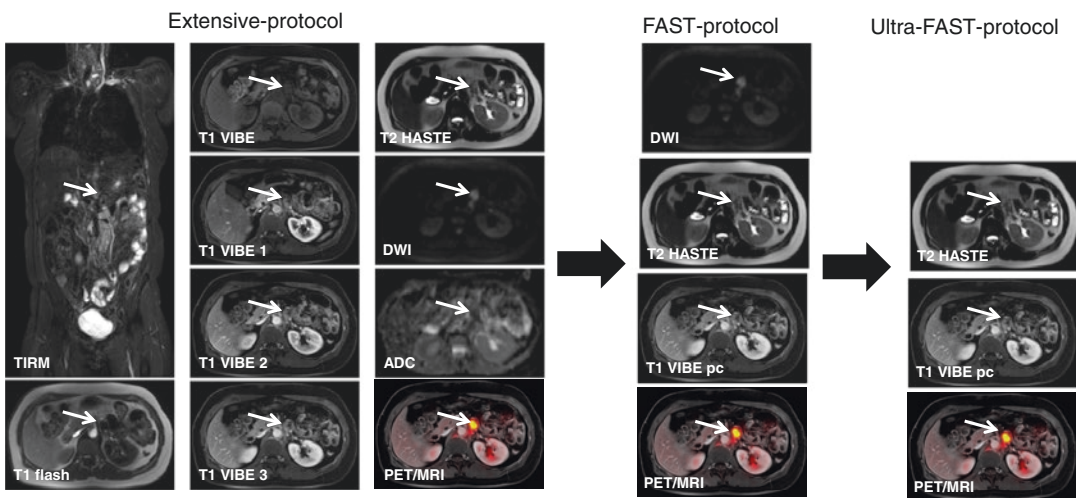 Extensive-protocol
TIRM
T1 flash
T1 VIBE
T1 VIBE 1
T1 VIBE 2
T1 VIBE 3
T2 HASTE
DWI
ADC
PET/MRI
FAST-protocol
DWI
T2 HASTE
T1 VIBE pc
PET/MRI
Ultra-FAST-protocol
T2 HASTE
T1 VIBE pc
PET/MRI